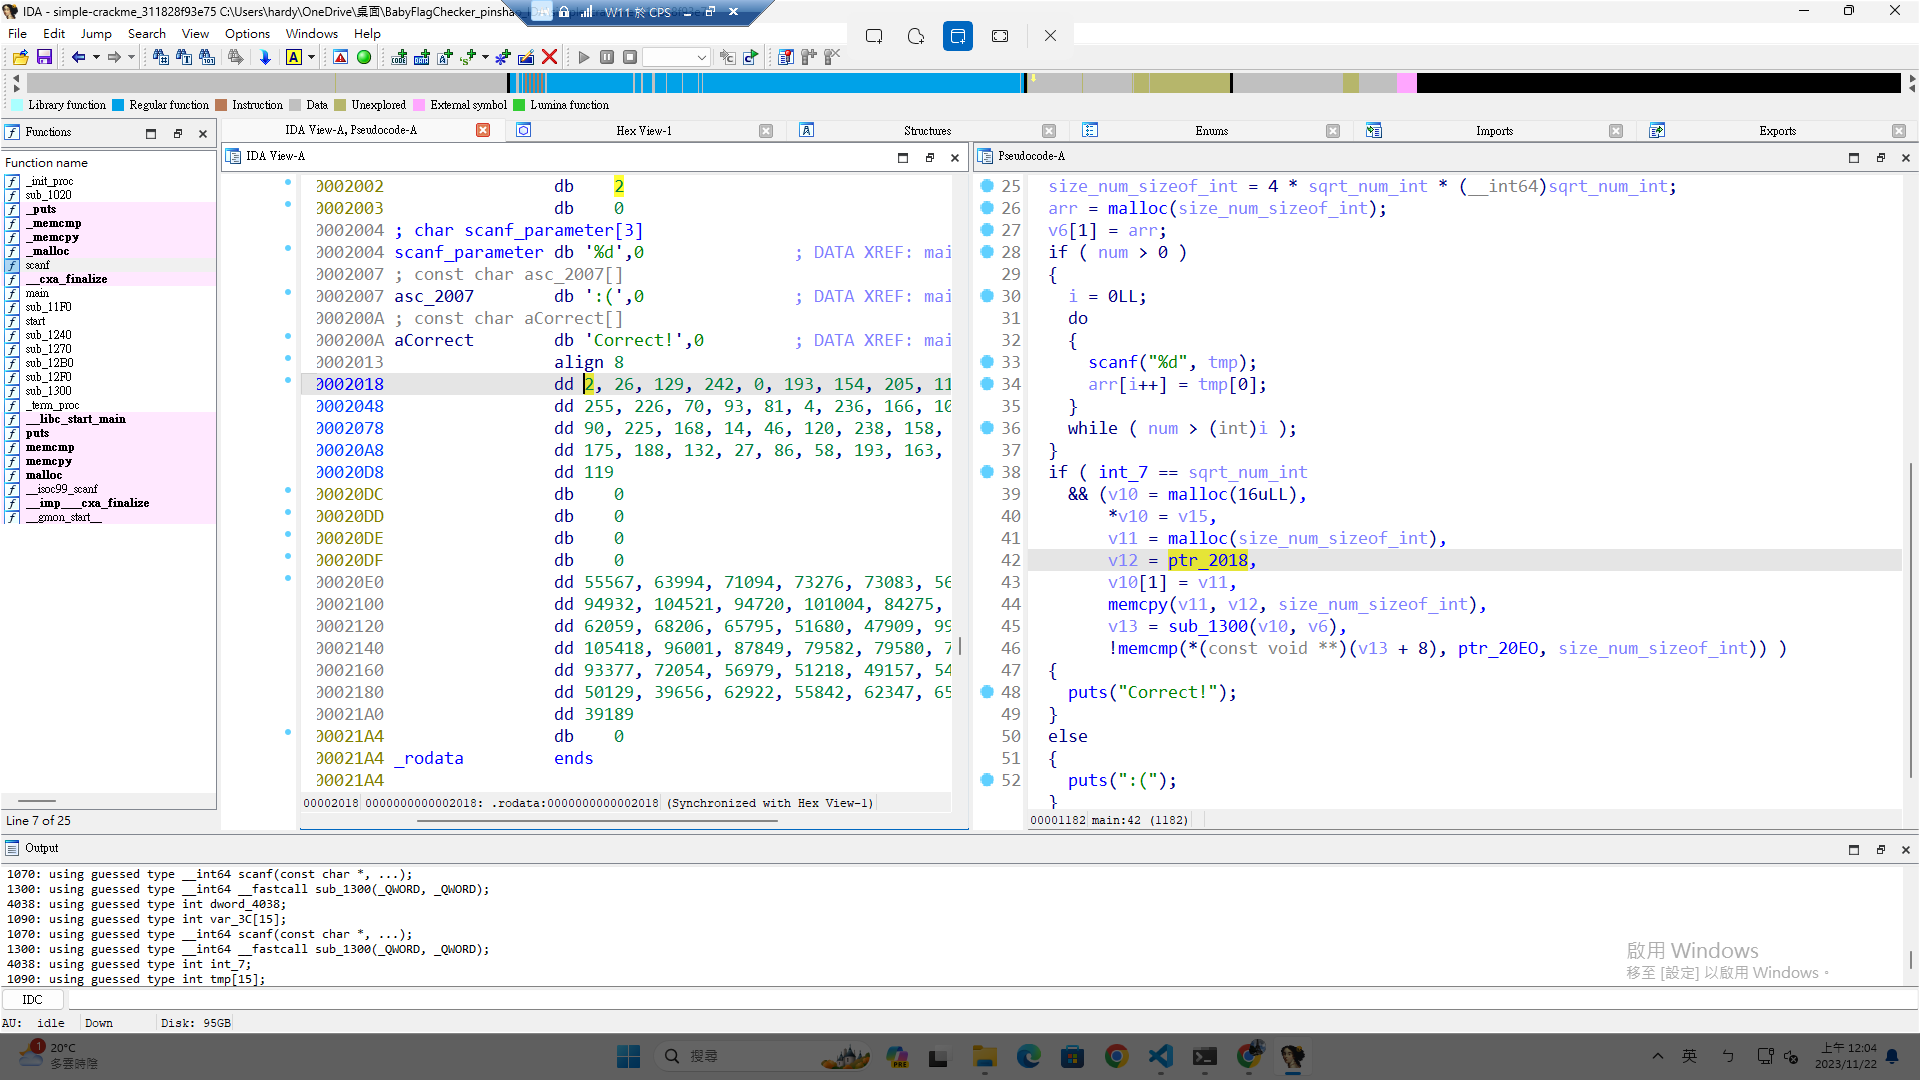 IDA - simple-crackme_311828f93e75 C:\Users\hardy\OneDrive\桌面\BabyFlagChecker_pinshao
W11 於 CPS
File Edit Jump Search View Options Windows Help
Library function Regular function Instruction Data Unexplored External symbol Lumina function
Functions
IDA View-A, Pseudocode-A
Hex View-1
Structures
Enums
Imports
Exports
Function name
_init_proc
sub_1020
_puts
_memcmp
_memcpy
_malloc
scanf
__cxa_finalize
main
sub_11F0
start
sub_1240
sub_1270
sub_12B0
sub_12F0
sub_1300
_term_proc
__libc_start_main
puts
memcmp
memcpy
malloc
__isoc99_scanf
__imp___cxa_finalize
__gmon_start__
Line 7 of 25
IDA View-A
0002002 db 2
0002003 db 0
0002004 ; char scanf_parameter[3]
0002004 scanf_parameter db '%d',0 ; DATA XREF: mai
0002007 ; const char asc_2007[]
0002007 asc_2007 db ':(',0 ; DATA XREF: mai
000200A ; const char aCorrect[]
000200A aCorrect db 'Correct!',0 ; DATA XREF: mai
0002013 align 8
0002018 dd 2, 26, 129, 242, 0, 193, 154, 205, 11
0002048 dd 255, 226, 70, 93, 81, 4, 236, 166, 10
0002078 dd 90, 225, 168, 14, 46, 120, 238, 158,
00020A8 dd 175, 188, 132, 27, 86, 58, 193, 163,
00020D8 dd 119
00020DC db 0
00020DD db 0
00020DE db 0
00020DF db 0
00020E0 dd 55567, 63994, 71094, 73276, 73083, 56
0002100 dd 94932, 104521, 94720, 101004, 84275,
0002120 dd 62059, 68206, 65795, 51680, 47909, 99
0002140 dd 105418, 96001, 87849, 79582, 79580, 7
0002160 dd 93377, 72054, 56979, 51218, 49157, 54
0002180 dd 50129, 39656, 62922, 55842, 62347, 65
00021A0 dd 39189
00021A4 db 0
00021A4 _rodata ends
00021A4
00002018 0000000000002018: .rodata:0000000000002018 (Synchronized with Hex View-1)
Pseudocode-A
25 size_num_sizeof_int = 4 * sqrt_num_int * (__int64)sqrt_num_int;
26 arr = malloc(size_num_sizeof_int);
27 v6[1] = arr;
28 if ( num > 0 )
29 {
30 i = 0LL;
31 do
32 {
33 scanf("%d", tmp);
34 arr[i++] = tmp[0];
35 }
36 while ( num > (int)i );
37 }
38 if ( int_7 == sqrt_num_int
39 && (v10 = malloc(16uLL),
40 *v10 = v15,
41 v11 = malloc(size_num_sizeof_int),
42 v12 = ptr_2018,
43 v10[1] = v11,
44 memcpy(v11, v12, size_num_sizeof_int),
45 v13 = sub_1300(v10, v6),
46 !memcmp(*(const void **)(v13 + 8), ptr_20EO, size_num_sizeof_int)) )
47 {
48 puts("Correct!");
49 }
50 else
51 {
52 puts(":(");
}
00001182 main:42 (1182)
Output
1070: using guessed type __int64 scanf(const char *, ...);
1300: using guessed type __int64 __fastcall sub_1300(_QWORD, _QWORD);
4038: using guessed type int dword_4038;
1090: using guessed type int var_3C[15];
1070: using guessed type __int64 scanf(const char *, ...);
1300: using guessed type __int64 __fastcall sub_1300(_QWORD, _QWORD);
4038: using guessed type int int_7;
1090: using guessed type int tmp[15];
啟用 Windows
移至 [設定] 以啟用 Windows。
IDC
AU: idle Down Disk: 95GB
1
20°C
多雲時陰
搜尋
PRE
英
ㄅ
上午 12:04
2023/11/22